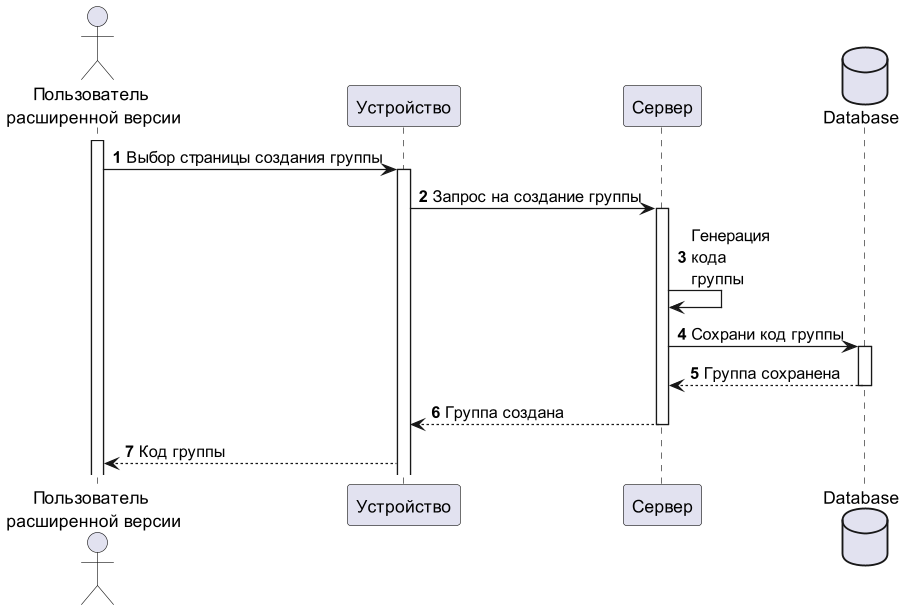 Пользователь
расширенной версии
Устройство
Сервер
Database
1 Выбор страницы создания группы
2 Запрос на создание группы
Генерация
3 кода
группы
4 Сохрани код группы
5 Группа сохранена
6 Группа создана
7 Код группы
Пользователь
расширенной версии
Устройство
Сервер
Database